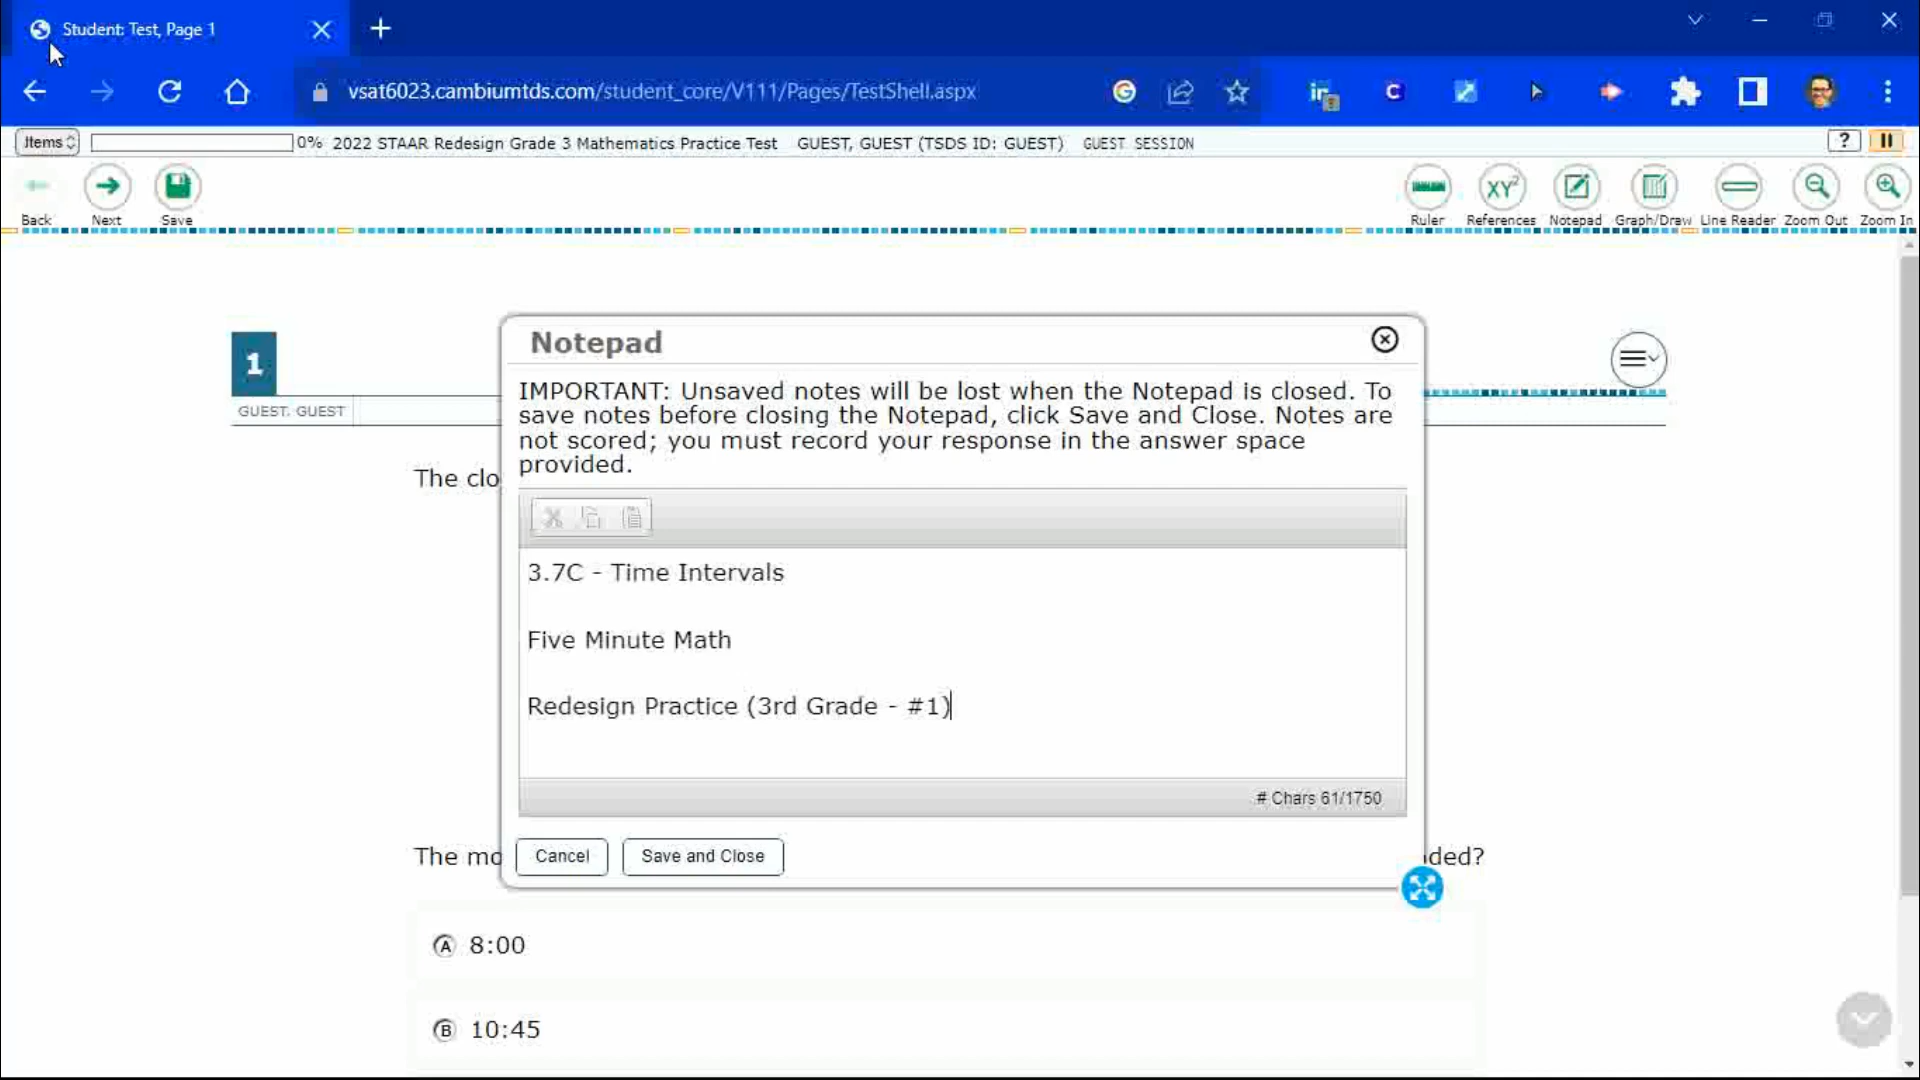 Student: Test, Page 1
vsat6023.cambiumtds.com/student_core/V111/Pages/TestShell.aspx
Items 0% 2022 STAAR Redesign Grade 3 Mathematics Practice Test GUEST, GUEST (TSDS ID: GUEST) GUEST SESSION ?
XY²
Back Next Save Ruler References Notepad Graph/Draw Line Reader Zoom Out Zoom In
1
GUEST, GUEST
Notepad
IMPORTANT: Unsaved notes will be lost when the Notepad is closed. To
save notes before closing the Notepad, click Save and Close. Notes are
not scored; you must record your response in the answer space
provided.
The clo
3.7C - Time Intervals
Five Minute Math
Redesign Practice (3rd Grade - #1)
# Chars 61/1750
The mo Cancel Save and Close ded?
A 8:00
B 10:45